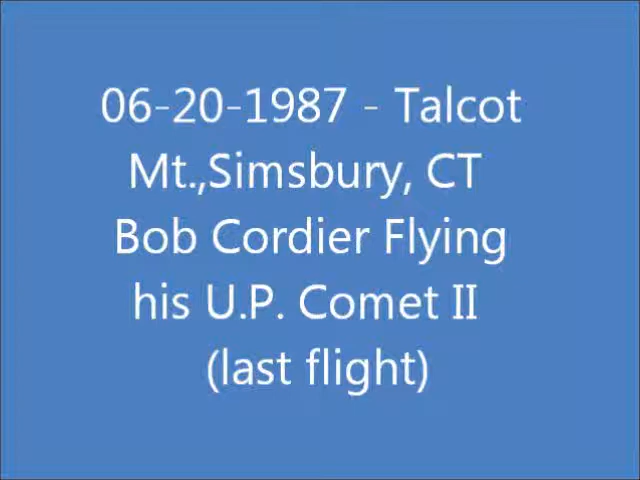 06-20-1987 - Talcot
Mt.,Simsbury, CT
Bob Cordier Flying
his U.P. Comet II
(last flight)